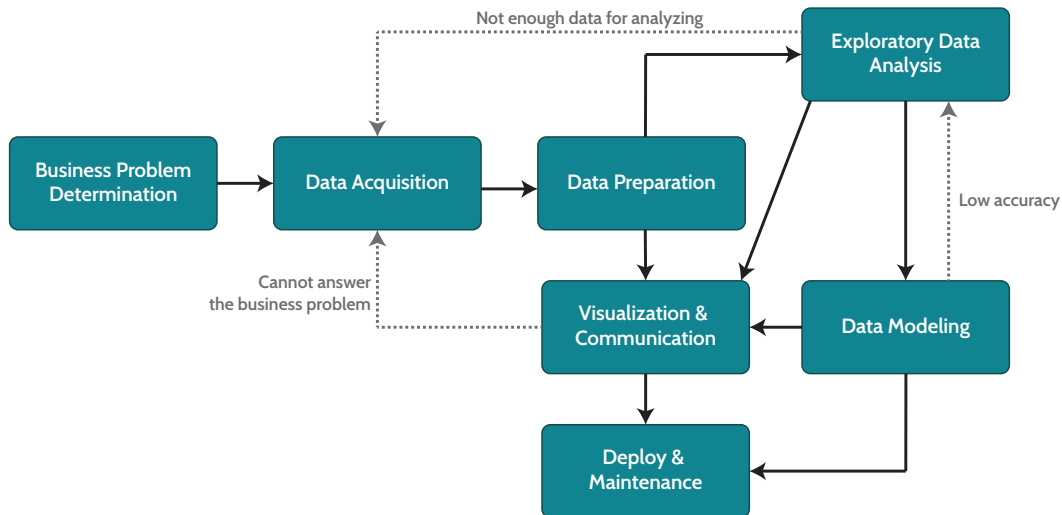 Not enough data for analyzing
Exploratory Data
Analysis
Business Problem
Determination
Data Acquisition
Data Preparation
Low accuracy
Cannot answer
the business problem
Visualization &
Communication
Data Modeling
Deploy &
Maintenance